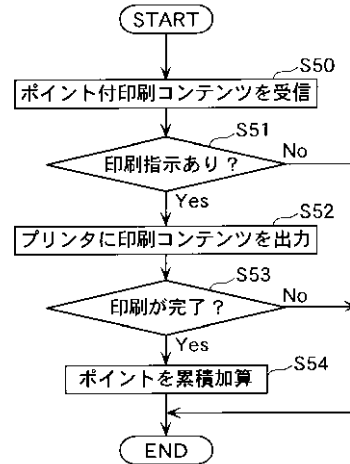 START
S50
ポイント付印刷コンテンツを受信
S51
印刷指示あり？
No
Yes
S52
プリンタに印刷コンテンツを出力
S53
印刷が完了？
No
Yes
S54
ポイントを累積加算
END